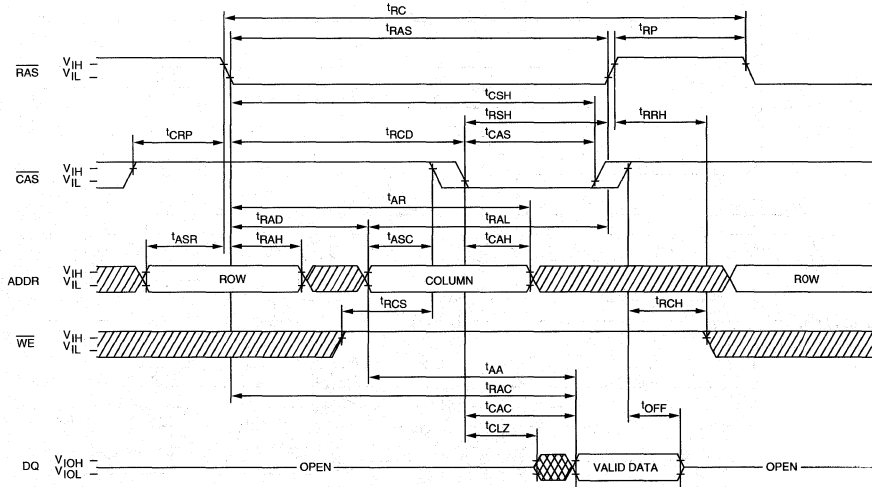 tRC
tRAS
tRP
RAS VIH
VIL
tCSH
tRSH
tRRH
tCRP
tRCD
tCAS
CAS VIH
VIL
tAR
tRAD
tRAL
tASR
tRAH
tASC
tCAH
ADDR VIH
VIL
ROW
COLUMN
ROW
tRCS
tRCH
WE VIH
VIL
tAA
tRAC
tCAC
tOFF
tCLZ
DQ VIOH
VIOL
OPEN
VALID DATA
OPEN